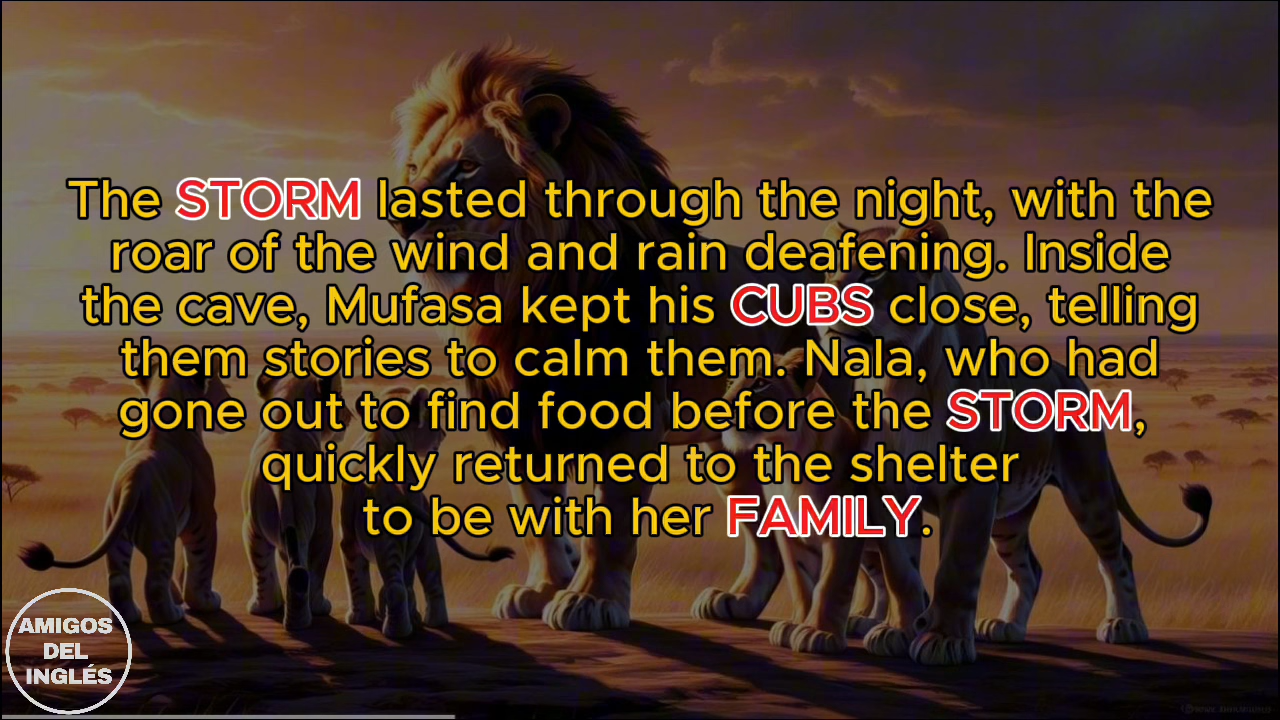 The STORM lasted through the night, with the
roar of the wind and rain deafening. Inside
the cave, Mufasa kept his CUBS close, telling
them stories to calm them. Nala, who had
gone out to find food before the STORM,
quickly returned to the shelter
to be with her FAMILY.
AMIGOS
DEL
INGLÉS